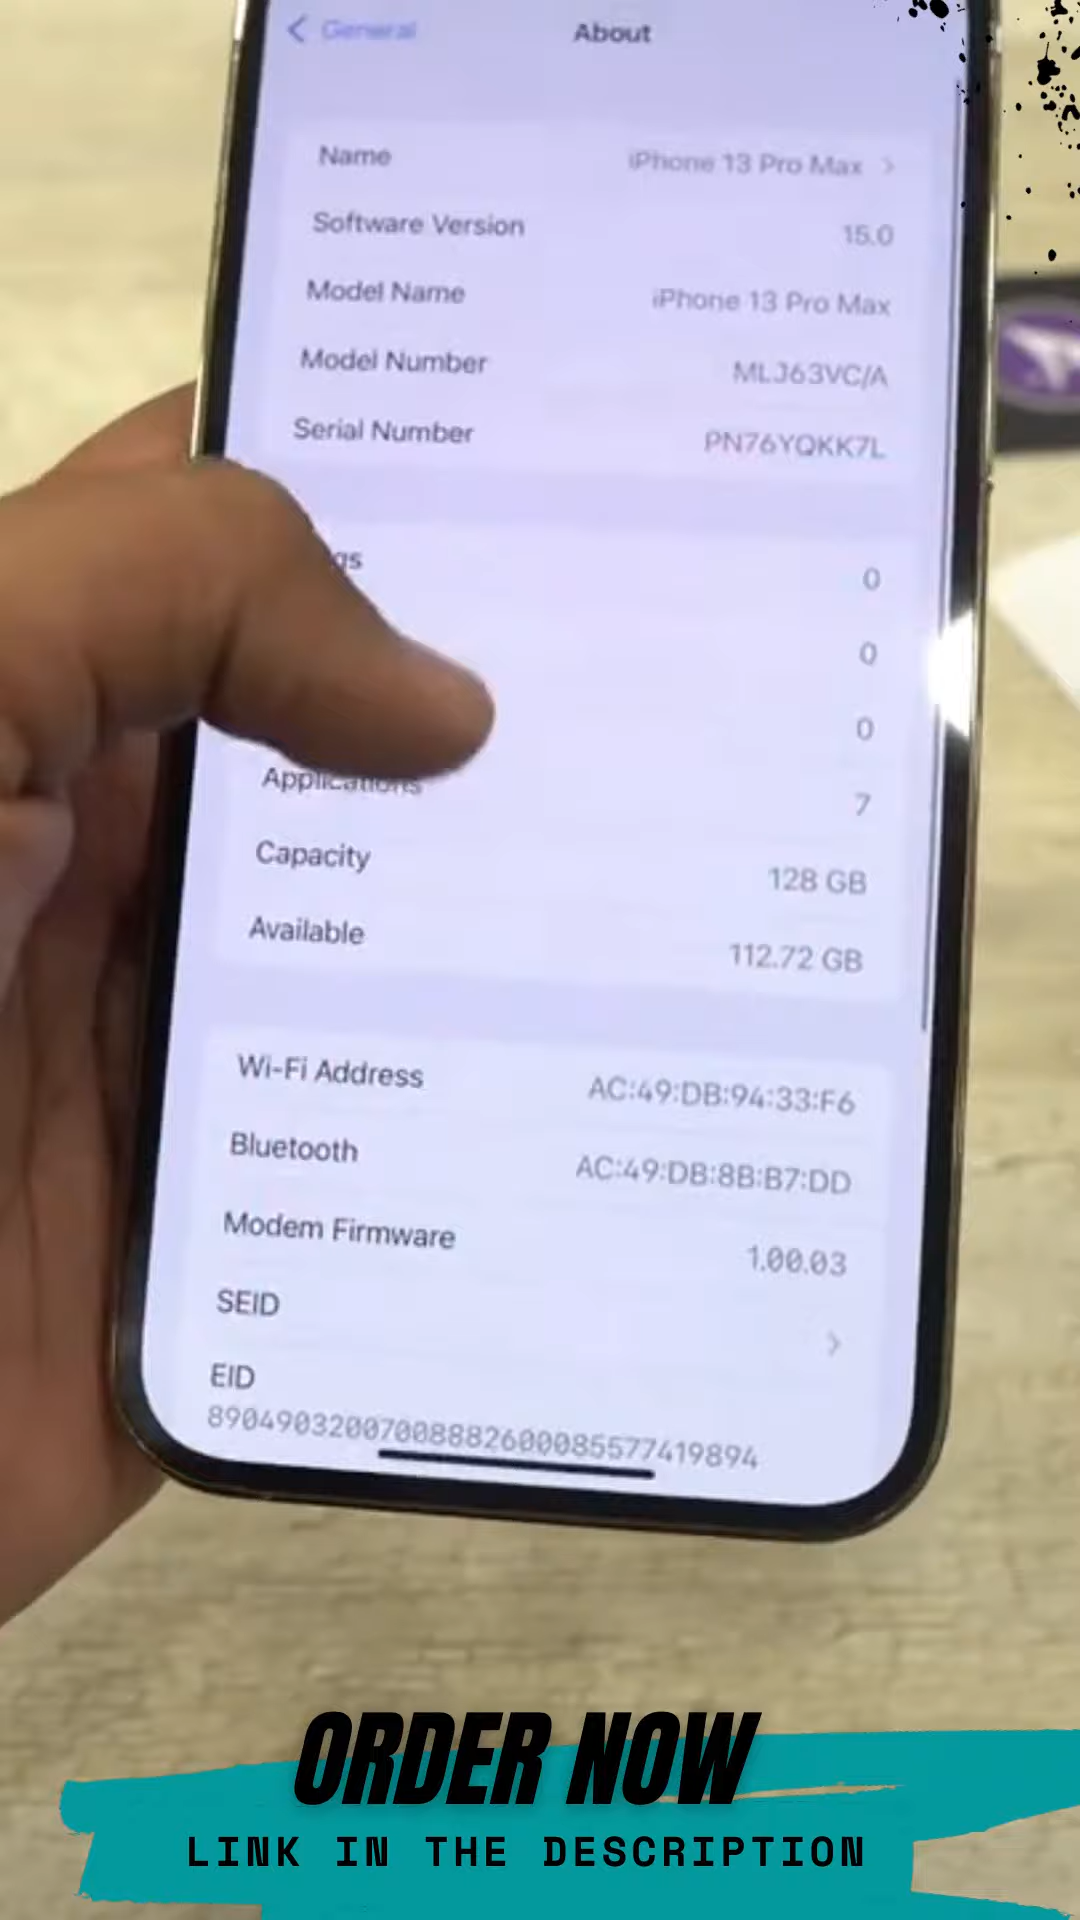 General
About
Name
iPhone 13 Pro Max
Software Version
15.0
Model Name
iPhone 13 Pro Max
Model Number
MLJ63VC/A
Serial Number
PN76YQKK7L
gs
0
0
0
Applications
7
Capacity
128 GB
Available
112.72 GB
Wi-Fi Address
AC:49:DB:94:33:F6
Bluetooth
AC:49:DB:8B:B7:DD
Modem Firmware
1.00.03
SEID
EID
89049032007008882600085577419894
ORDER NOW
LINK IN THE DESCRIPTION